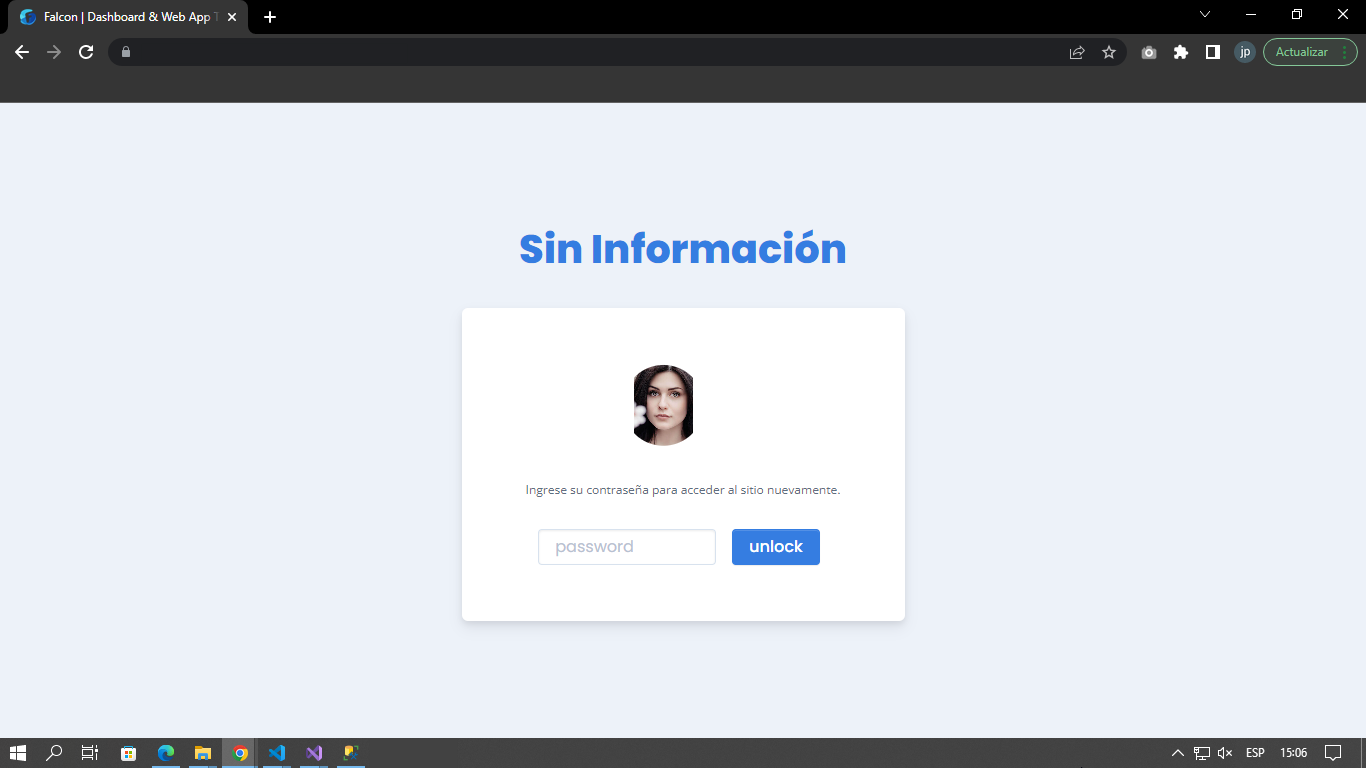 Falcon | Dashboard & Web App T
jp
Actualizar
Sin Información
Ingrese su contraseña para acceder al sitio nuevamente.
password
unlock
ESP
15:06